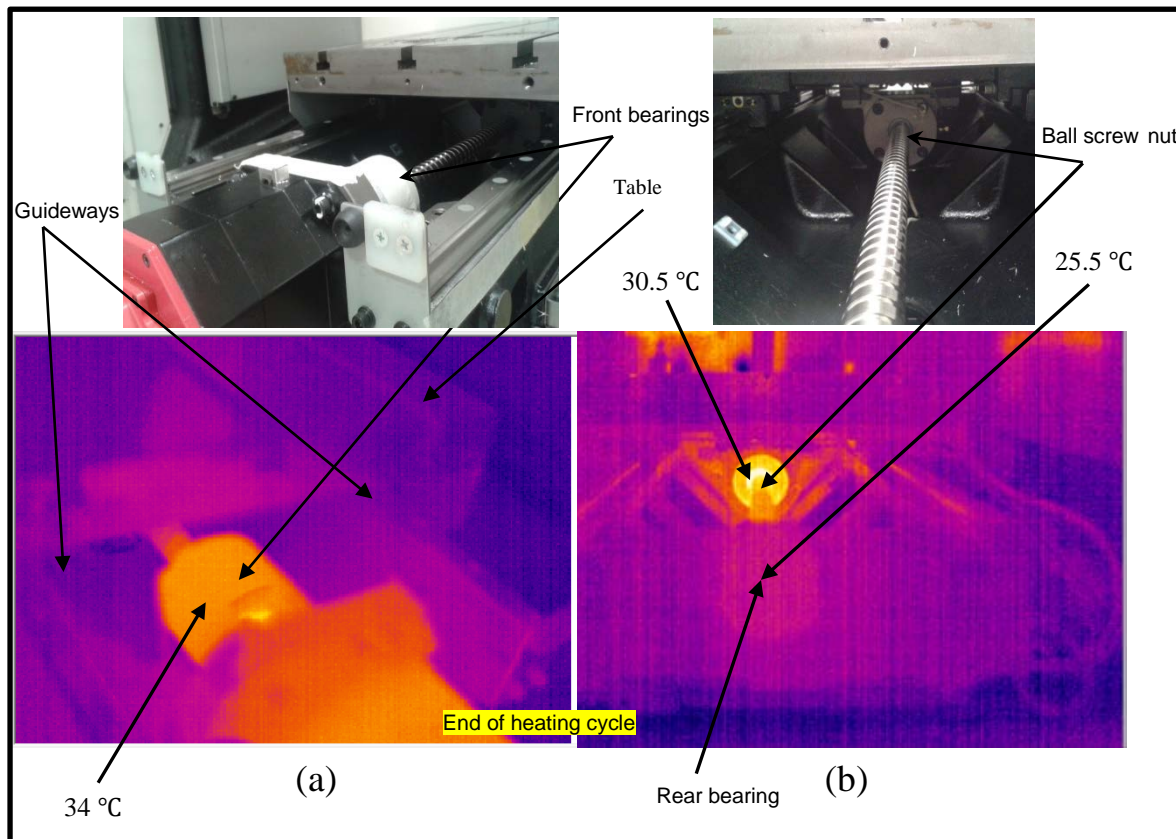 Front bearings
Ball screw nut
Table
Guideways
30.5 °C
25.5 °C
End of heating cycle
(a)
(b)
34 °C
Rear bearing